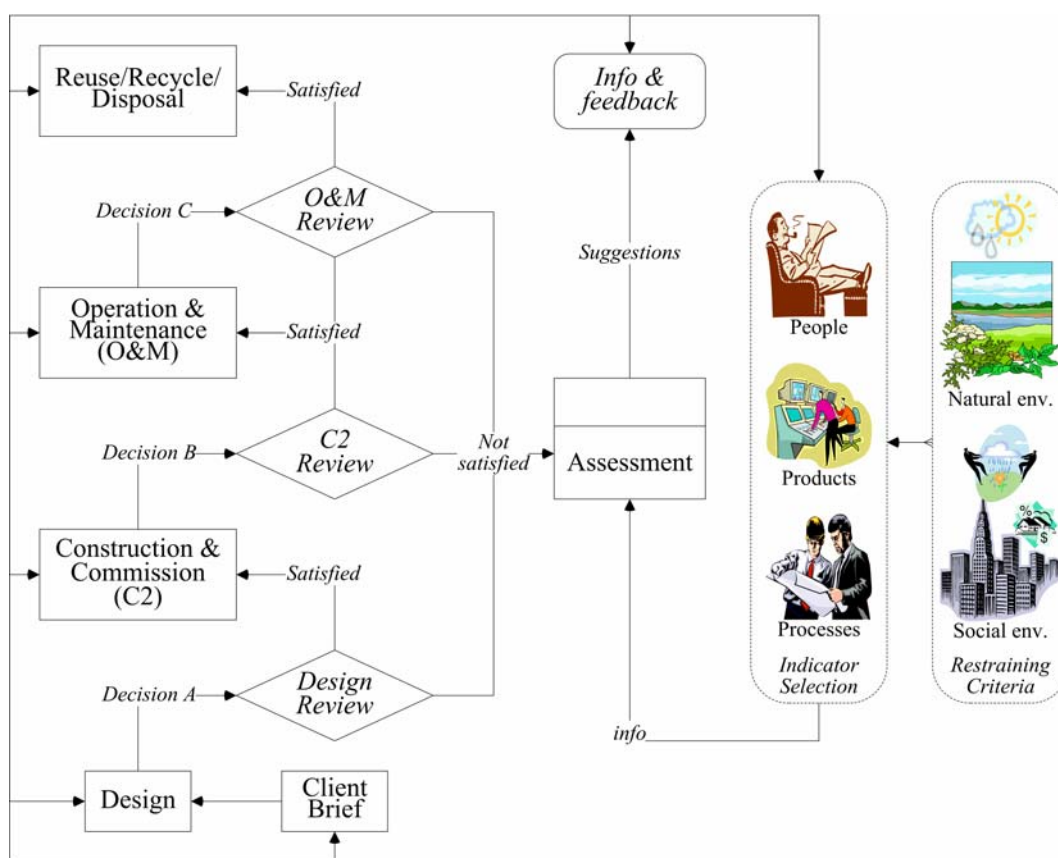 Reuse/Recycle/
Disposal
Satisfied
Info &
feedback
Decision C
O&M
Review
Suggestions
Operation &
Maintenance
(O&M)
Satisfied
People
Natural env.
Decision B
C2
Review
Not
satisfied
Assessment
Products
%
$
Construction &
Commission
(C2)
Satisfied
Processes
Social env.
Indicator
Selection
Restraining
Criteria
Decision A
Design
Review
info
Design
Client
Brief